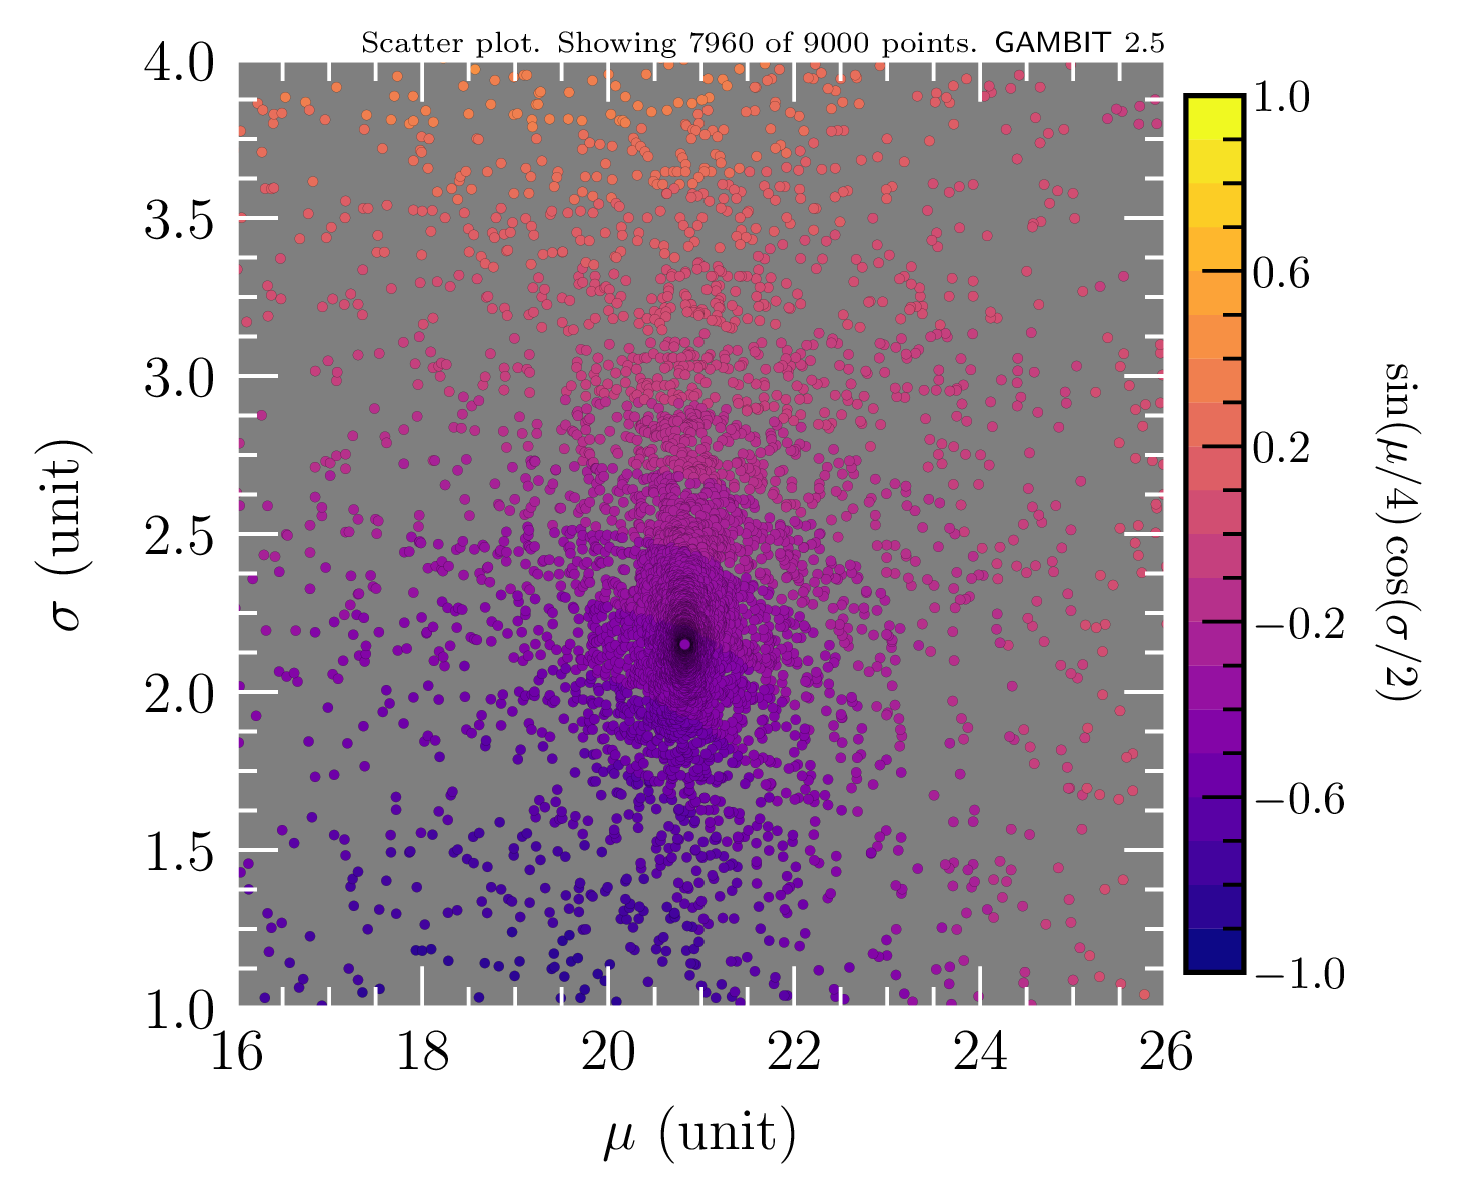 Scatter plot. Showing 7960 of 9000 points. GAMBIT 2.5
4.0
3.5
3.0
2.5
2.0
1.5
1.0
σ (unit)
16 18 20 22 24 26
μ (unit)
1.0
0.6
0.2
−0.2
−0.6
−1.0
sin(μ/4) cos(σ/2)